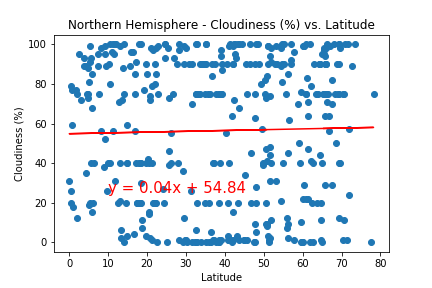 Northern Hemisphere - Cloudiness (%) vs. Latitude
100
80
60
40
20
0
Cloudiness (%)
y = 0.04x + 54.84
0 10 20 30 40 50 60 70 80
Latitude